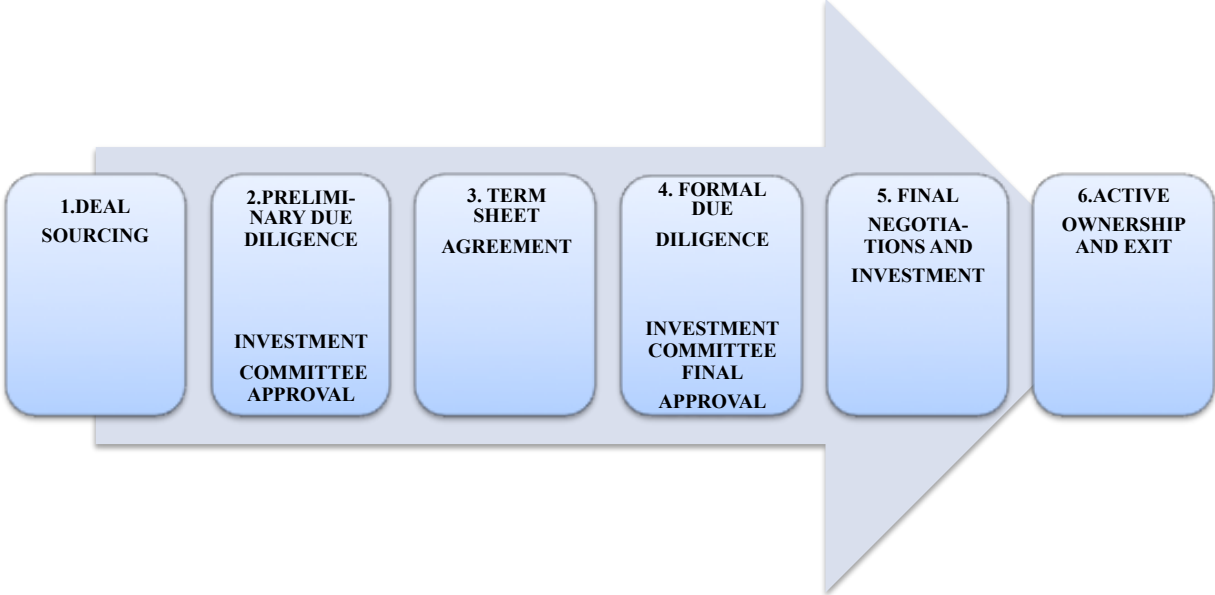 1.DEAL
SOURCING
2.PRELIMI-
NARY DUE
DILIGENCE
INVESTMENT
COMMITTEE
APPROVAL
3. TERM
SHEET
AGREEMENT
4. FORMAL
DUE
DILIGENCE
INVESTMENT
COMMITTEE
FINAL
APPROVAL
5. FINAL
NEGOTIA-
TIONS AND
INVESTMENT
6.ACTIVE
OWNERSHIP
AND EXIT